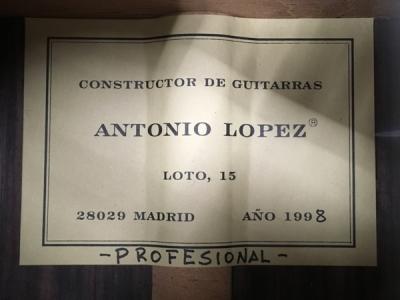 CONSTRUCTOR DE GUITARRAS
ANTONIO LOPEZ®
LOTO, 15
28029 MADRID AÑO 1998
- PROFESIONAL -